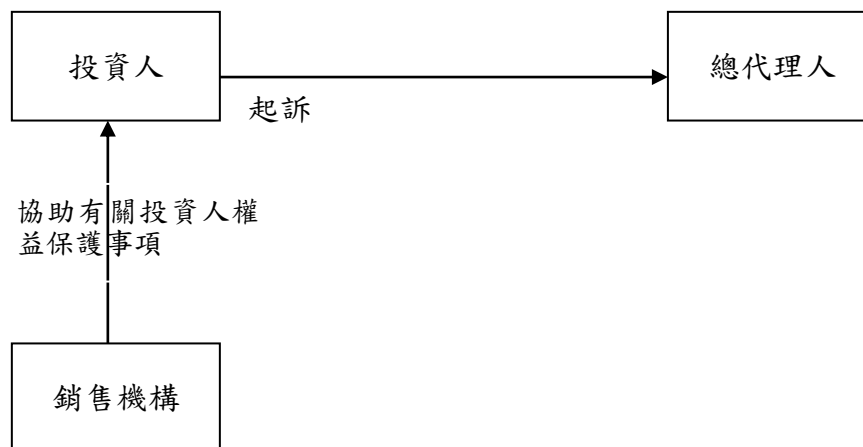 投資人
總代理人
起訴
協助有關投資人權
益保護事項
銷售機構